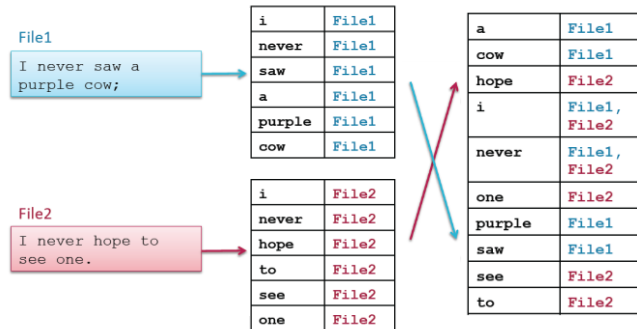 File1
I never saw a
purple cow;
i File1
never File1
saw File1
a File1
purple File1
cow File1
File2
I never hope to
see one.
i File2
never File2
hope File2
to File2
see File2
one File2
a File1
cow File1
hope File2
i File1,
File2
never File1,
File2
one File2
purple File1
saw File1
see File2
to File2